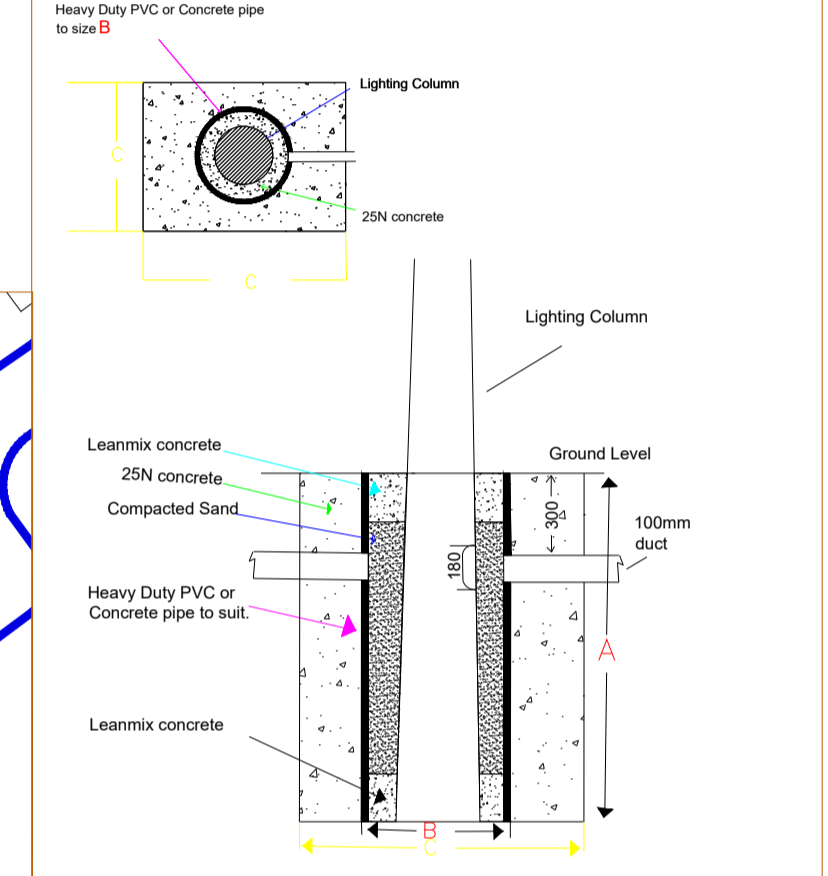 Heavy Duty PVC or Concrete pipe
to size B
Lighting Column
C
25N concrete
C
Lighting Column
Leanmix concrete
Ground Level
25N concrete
Compacted Sand
300
100mm
duct
180
Heavy Duty PVC or
Concrete pipe to suit.
A
Leanmix concrete
B
C